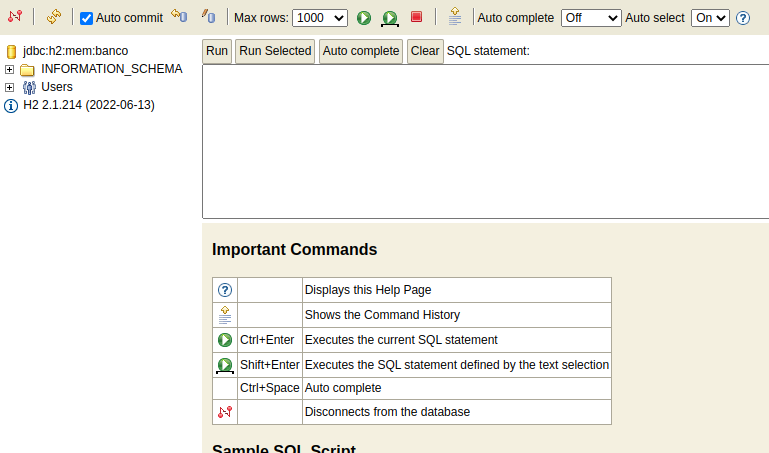 Auto commit Max rows: 1000 Auto complete Off Auto select On
jdbc:h2:mem:banco
INFORMATION_SCHEMA
Users
H2 2.1.214 (2022-06-13)
Run Run Selected Auto complete Clear SQL statement:
Important Commands
Displays this Help Page
Shows the Command History
Ctrl+Enter Executes the current SQL statement
Shift+Enter Executes the SQL statement defined by the text selection
Ctrl+Space Auto complete
Disconnects from the database
Sample SQL Script